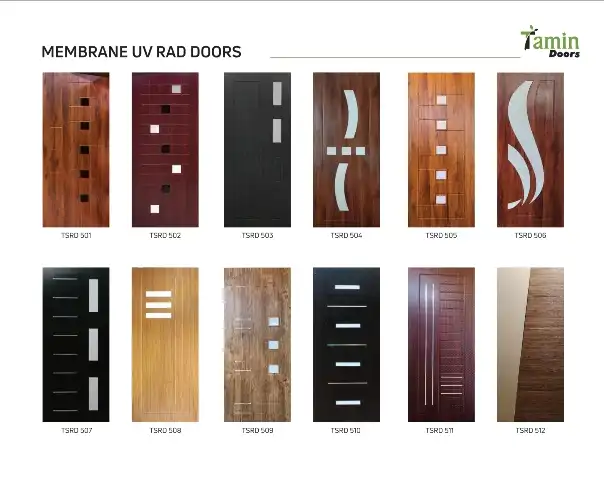 Tamin
Doors
MEMBRANE UV RAD DOORS
TSRD 501
TSRD 502
TSRD 503
TSRD 504
TSRD 505
TSRD 506
TSRD 507
TSRD 508
TSRD 509
TSRD 510
TSRD 511
TSRD 512